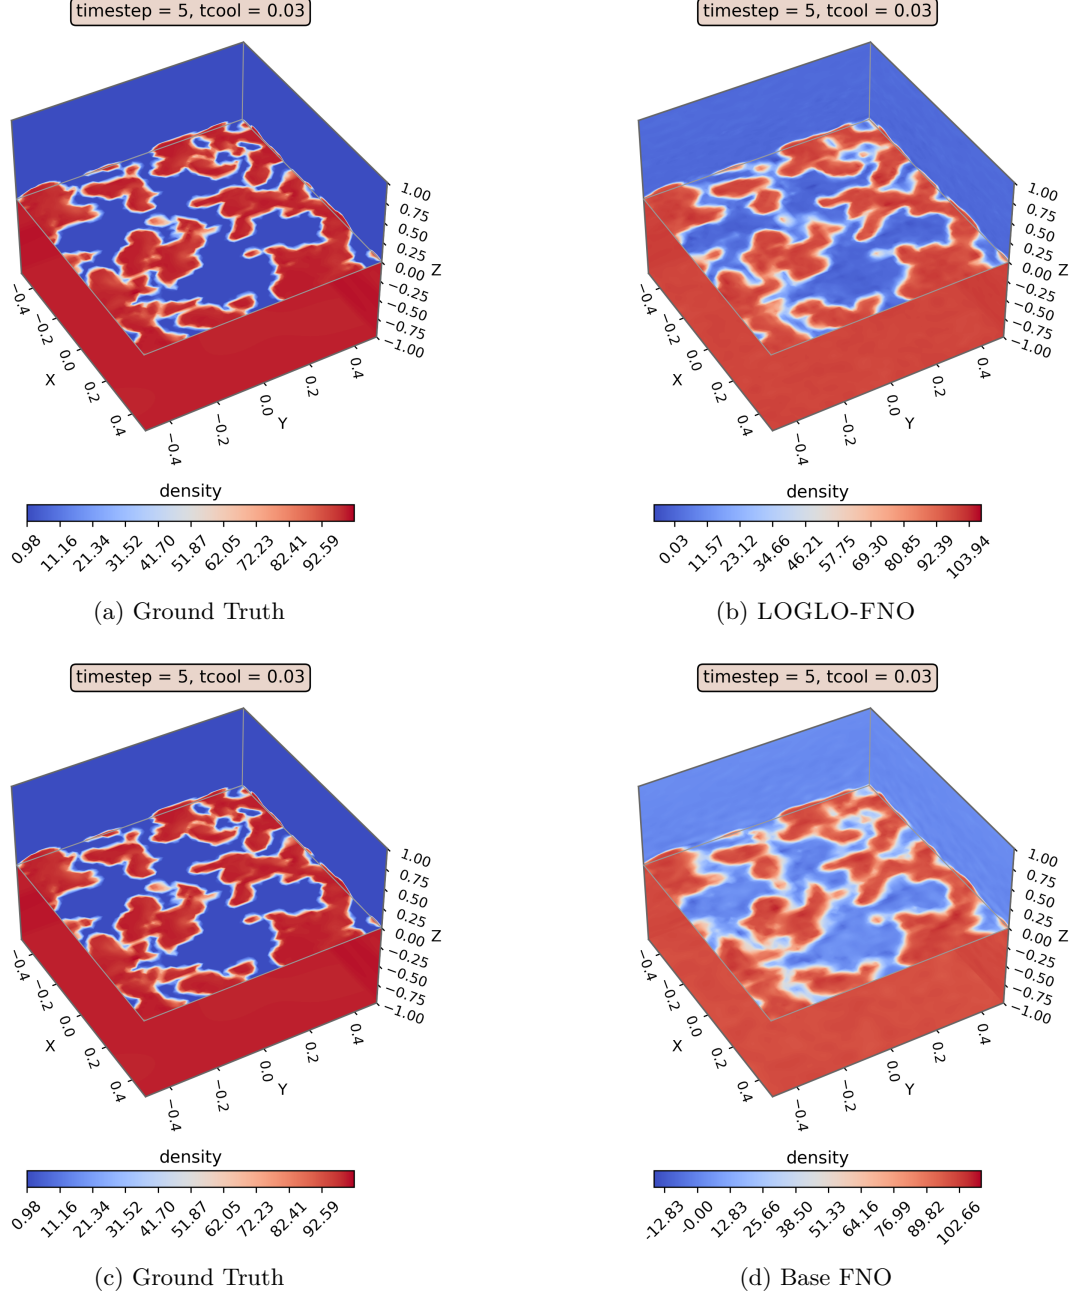 timestep = 5, tcool = 0.03
1.00
0.75
0.50
0.25
0.00
−0.25
−0.50
−0.75
−1.00
Z
−0.4
−0.2
0.0
0.2
0.4
X
−0.4
−0.2
0.0
0.2
0.4
Y
density
0.98 11.16 21.34 31.52 41.70 51.87 62.05 72.23 82.41 92.59
(a) Ground Truth
timestep = 5, tcool = 0.03
1.00
0.75
0.50
0.25
0.00
−0.25
−0.50
−0.75
−1.00
Z
−0.4
−0.2
0.0
0.2
0.4
X
−0.4
−0.2
0.0
0.2
0.4
Y
density
0.03 11.57 23.12 34.66 46.21 57.75 69.30 80.85 92.39 103.94
(b) LOGLO-FNO
timestep = 5, tcool = 0.03
1.00
0.75
0.50
0.25
0.00
−0.25
−0.50
−0.75
−1.00
Z
−0.4
−0.2
0.0
0.2
0.4
X
−0.4
−0.2
0.0
0.2
0.4
Y
density
0.98 11.16 21.34 31.52 41.70 51.87 62.05 72.23 82.41 92.59
(c) Ground Truth
timestep = 5, tcool = 0.03
1.00
0.75
0.50
0.25
0.00
−0.25
−0.50
−0.75
−1.00
Z
−0.4
−0.2
0.0
0.2
0.4
X
−0.4
−0.2
0.0
0.2
0.4
Y
density
-12.83 -0.00 12.83 25.66 38.50 51.33 64.16 76.99 89.82 102.66
(d) Base FNO